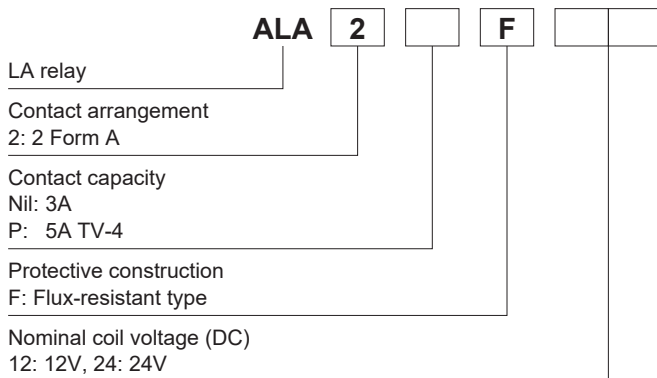 ALA 2 F
LA relay
Contact arrangement
2: 2 Form A
Contact capacity
Nil: 3A
P: 5A TV-4
Protective construction
F: Flux-resistant type
Nominal coil voltage (DC)
12: 12V, 24: 24V